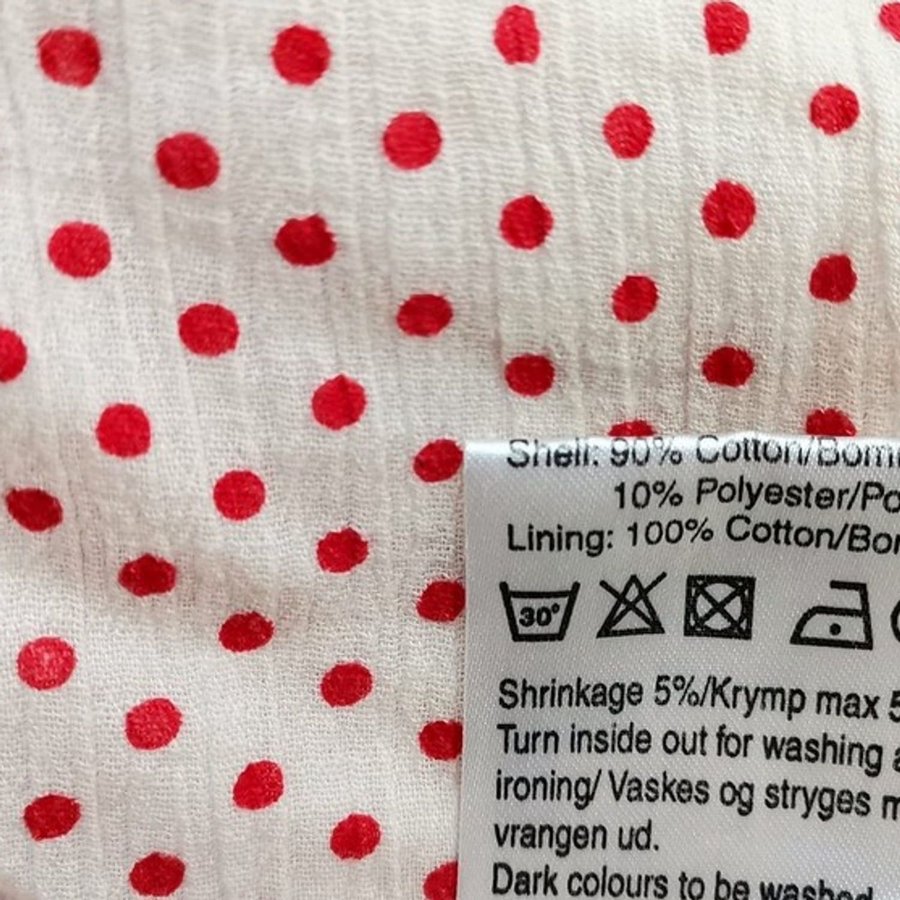 Shell: 90% Cotton/Bom
10% Polyester/Po
Lining: 100% Cotton/Bo
30°
Shrinkage 5%/Krymp max 5
Turn inside out for washing a
ironing/ Vaskes og stryges m
vrangen ud.
Dark colours to be washed